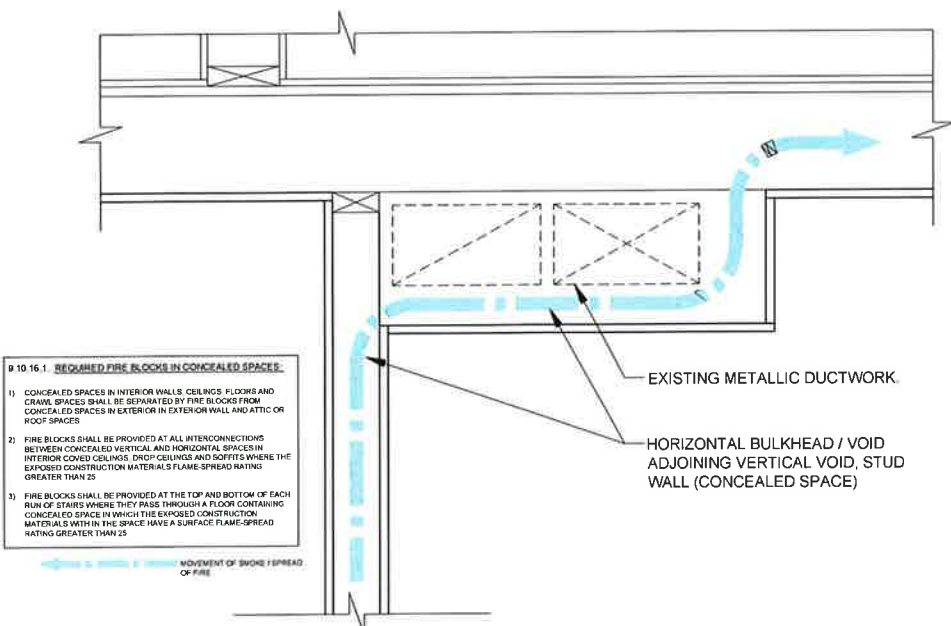 EXISTING METALLIC DUCTWORK.
HORIZONTAL BULKHEAD / VOID
ADJOINING VERTICAL VOID, STUD
WALL (CONCEALED SPACE)
9.10.16.1. REQUIRED FIRE BLOCKS IN CONCEALED SPACES:
1) CONCEALED SPACES IN INTERIOR WALLS, CEILINGS, FLOORS AND
CRAWL SPACES SHALL BE SEPARATED BY FIRE BLOCKS FROM
CONCEALED SPACES IN EXTERIOR IN EXTERIOR WALL AND ATTIC OR
ROOF SPACES
2) FIRE BLOCKS SHALL BE PROVIDED AT ALL INTERCONNECTIONS
BETWEEN CONCEALED VERTICAL AND HORIZONTAL SPACES IN
INTERIOR COVED CEILINGS, DROP CEILINGS AND SOFFITS WHERE THE
EXPOSED CONSTRUCTION MATERIALS FLAME-SPREAD RATING
GREATER THAN 25
3) FIRE BLOCKS SHALL BE PROVIDED AT THE TOP AND BOTTOM OF EACH
RUN OF STAIRS WHERE THEY PASS THROUGH A FLOOR CONTAINING
CONCEALED SPACE IN WHICH THE EXPOSED CONSTRUCTION
MATERIALS WITH IN THE SPACE HAVE A SURFACE FLAME-SPREAD
RATING GREATER THAN 25
MOVEMENT OF SMOKE / SPREAD
OF FIRE